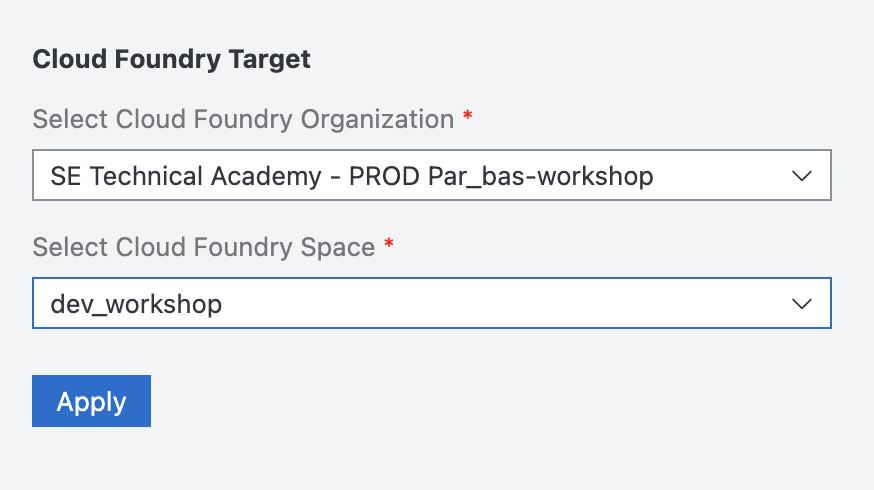 Cloud Foundry Target
Select Cloud Foundry Organization *
SE Technical Academy - PROD Par_bas-workshop
Select Cloud Foundry Space *
dev_workshop
Apply